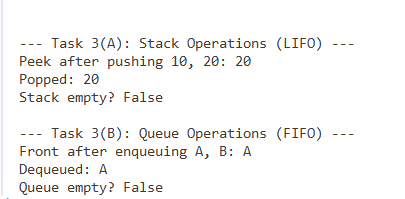 --- Task 3(A): Stack Operations (LIFO) ---
Peek after pushing 10, 20: 20
Popped: 20
Stack empty? False
--- Task 3(B): Queue Operations (FIFO) ---
Front after enqueuing A, B: A
Dequeued: A
Queue empty? False